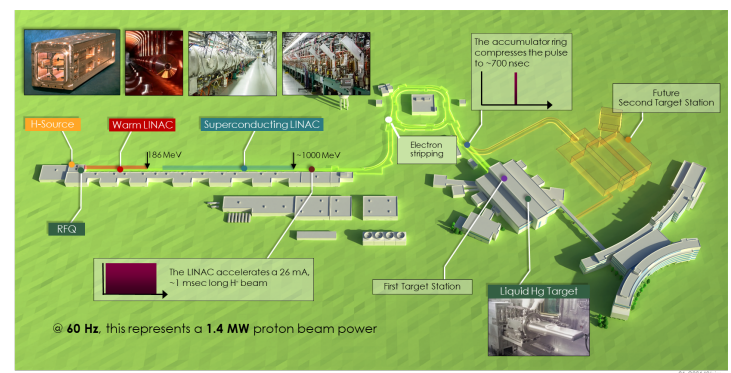 The accumulator ring
compresses the pulse
to ~700 nsec
Future
Second Target Station
H-Source
Warm LINAC
Superconducting LINAC
Electron
stripping
186 MeV
~1000 MeV
RFQ
The LINAC accelerates a 26 mA,
~1 msec long H- beam
First Target Station
Liquid Hg Target
@ 60 Hz, this represents a 1.4 MW proton beam power